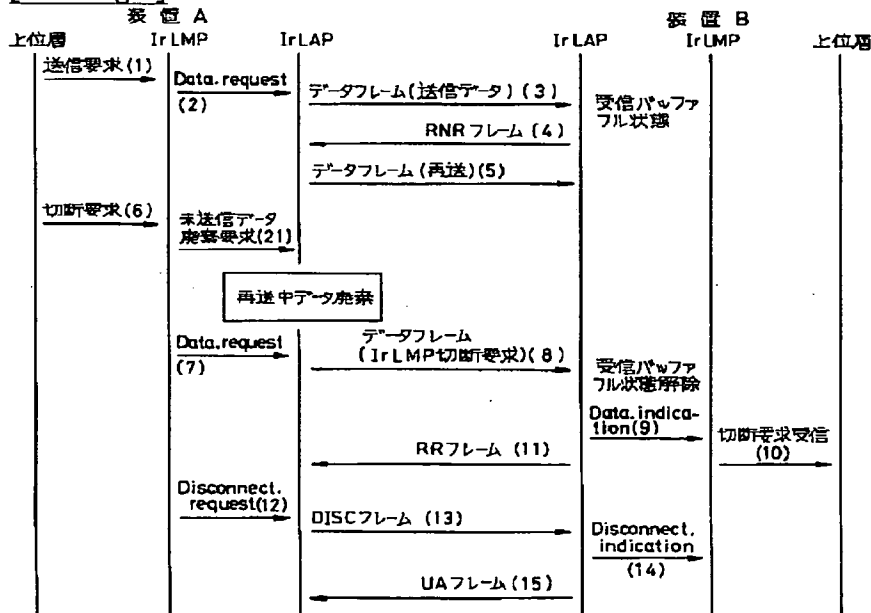 装置A
装置B
上位層
IrLMP
IrLAP
IrLAP
IrLMP
上位層
送信要求(1)
Data.request
(2)
データフレーム(送信データ)(3)
受信バッファ
フル状態
RNRフレーム(4)
データフレーム(再送)(5)
切断要求(6)
未送信データ
廃棄要求(21)
再送中データ廃棄
Data.request
(7)
データフレーム
(IrLMP切断要求)(8)
受信バッファ
フル状態解除
Data.indica-
tion(9)
切断要求受信
(10)
RRフレーム(11)
Disconnect.
request(12)
DISCフレーム(13)
Disconnect.
indication
(14)
UAフレーム(15)